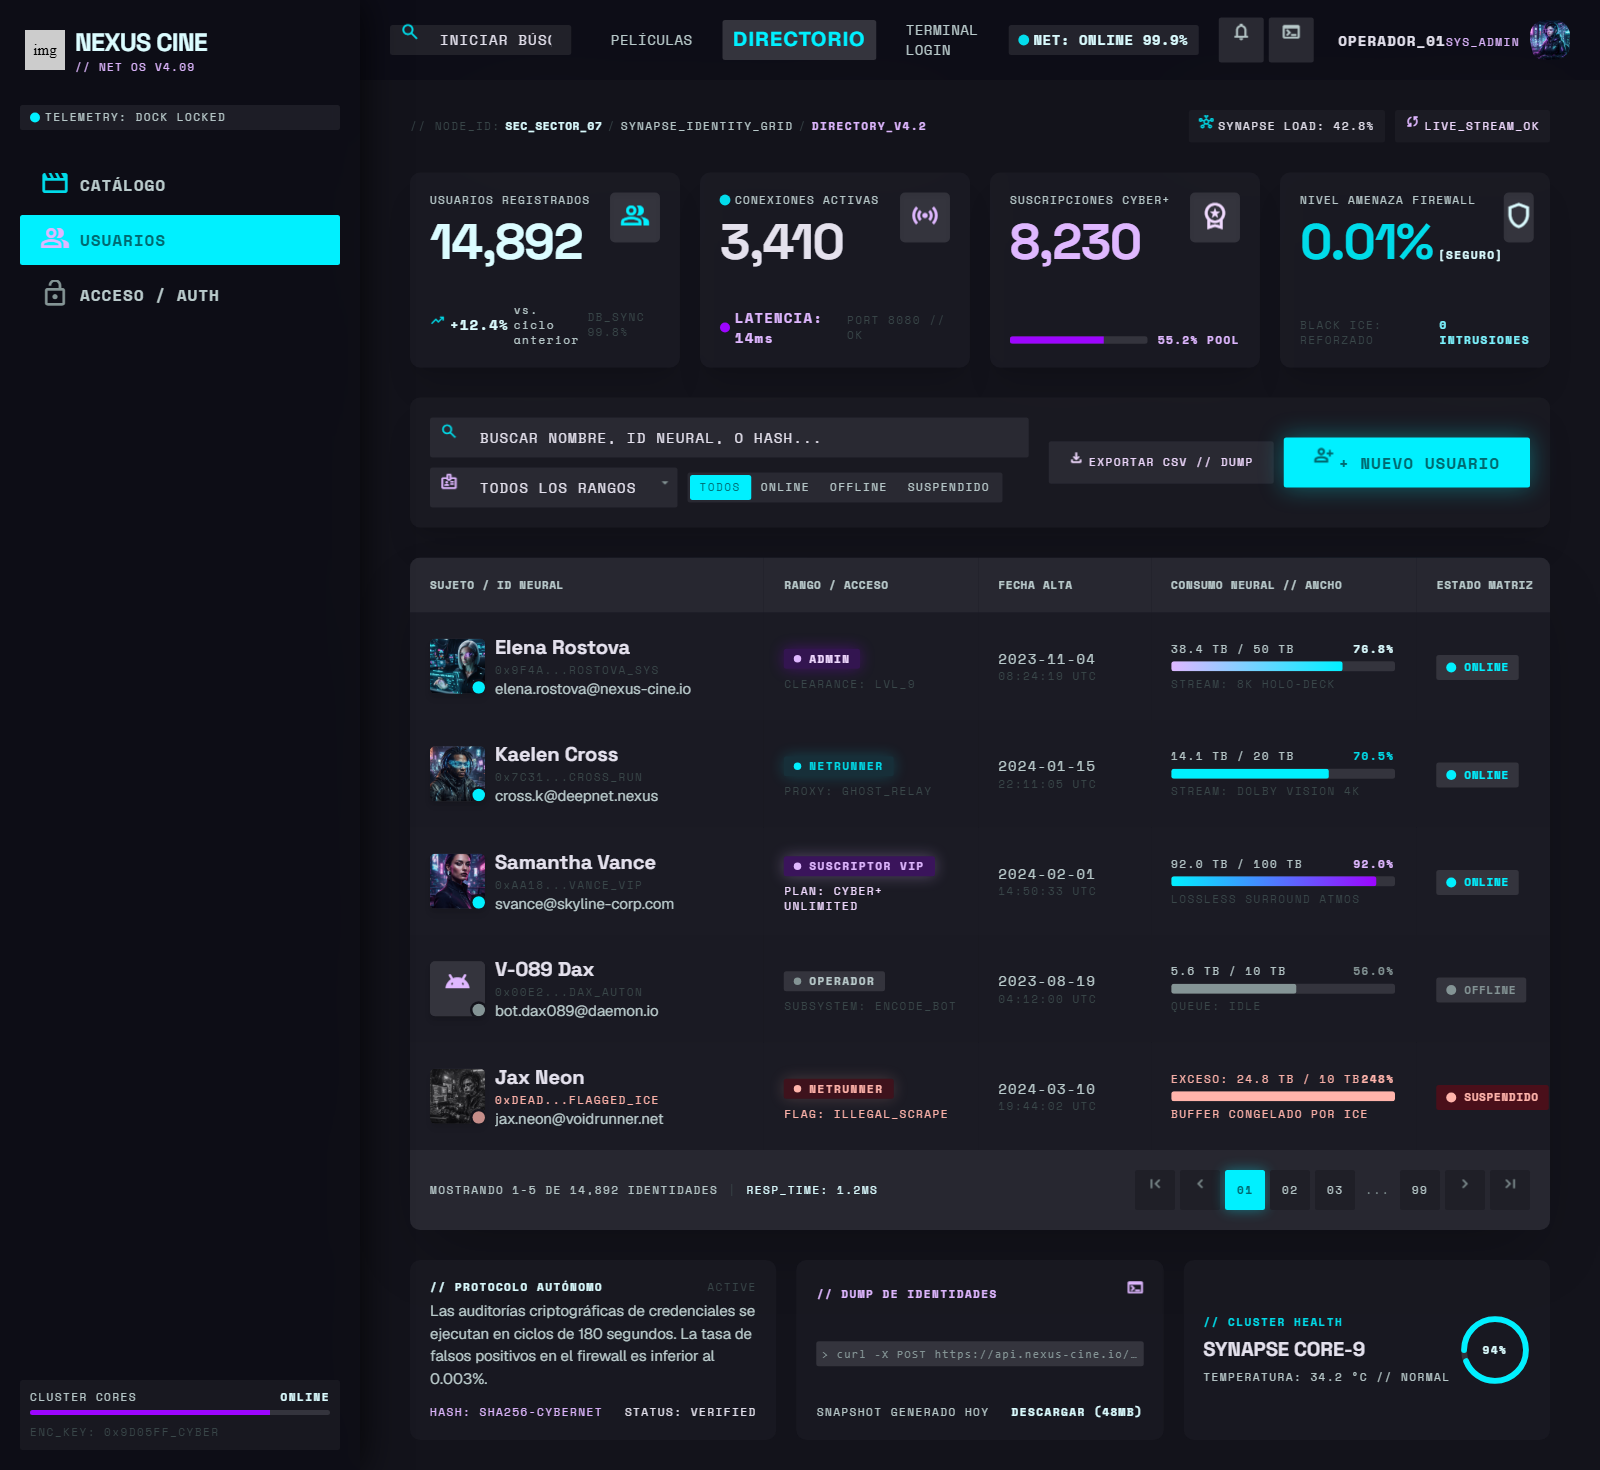 img
NEXUS CINE
// NET OS V4.09
TELEMETRY: DOCK LOCKED
CATÁLOGO
USUARIOS
ACCESO / AUTH
CLUSTER CORES ONLINE
ENC_KEY: 0x9D05FF_CYBER
INICIAR BÚS
PELÍCULAS
DIRECTORIO
TERMINAL
LOGIN
NET: ONLINE 99.9%
OPERADOR_01SYS_ADMIN
// NODE_ID: SEC_SECTOR_07 / SYNAPSE_IDENTITY_GRID / DIRECTORY_V4.2
SYNAPSE LOAD: 42.8%
LIVE_STREAM_OK
USUARIOS REGISTRADOS
14,892
+12.4% vs. ciclo anterior
DB_SYNC 99.8%
CONEXIONES ACTIVAS
3,410
LATENCIA: 14ms
PORT 8080 // OK
SUSCRIPCIONES CYBER+
8,230
55.2% POOL
NIVEL AMENAZA FIREWALL
0.01% [SEGURO]
BLACK ICE: REFORZADO
0 INTRUSIONES
BUSCAR NOMBRE, ID NEURAL, O HASH...
TODOS LOS RANGOS
TODOS ONLINE OFFLINE SUSPENDIDO
EXPORTAR CSV // DUMP
+ NUEVO USUARIO
SUJETO / ID NEURAL RANGO / ACCESO FECHA ALTA CONSUMO NEURAL // ANCHO ESTADO MATRIZ
Elena Rostova
0x9F4A...ROSTOVA_SYS
elena.rostova@nexus-cine.io
ADMIN
CLEARANCE: LVL_9
2023-11-04
08:24:19 UTC
38.4 TB / 50 TB 76.8%
STREAM: 8K HOLO-DECK
ONLINE
Kaelen Cross
0x7C31...CROSS_RUN
cross.k@deepnet.nexus
NETRUNNER
PROXY: GHOST_RELAY
2024-01-15
22:11:05 UTC
14.1 TB / 20 TB 70.5%
STREAM: DOLBY VISION 4K
ONLINE
Samantha Vance
0xAA18...VANCE_VIP
svance@skyline-corp.com
SUSCRIPTOR VIP
PLAN: CYBER+
UNLIMITED
2024-02-01
14:50:33 UTC
92.0 TB / 100 TB 92.0%
LOSSLESS SURROUND ATMOS
ONLINE
V-089 Dax
0x00E2...DAX_AUTON
bot.dax089@daemon.io
OPERADOR
SUBSYSTEM: ENCODE_BOT
2023-08-19
04:12:00 UTC
5.6 TB / 10 TB 56.0%
QUEUE: IDLE
OFFLINE
Jax Neon
0xDEAD...FLAGGED_ICE
jax.neon@voidrunner.net
NETRUNNER
FLAG: ILLEGAL_SCRAPE
2024-03-10
19:44:02 UTC
EXCESO: 24.8 TB / 10 TB248%
BUFFER CONGELADO POR ICE
SUSPENDIDO
MOSTRANDO 1-5 DE 14,892 IDENTIDADES | RESP_TIME: 1.2MS
01 02 03 ... 99
// PROTOCOLO AUTÓNOMO ACTIVE
Las auditorías criptográficas de credenciales se
ejecutan en ciclos de 180 segundos. La tasa de
falsos positivos en el firewall es inferior al
0.003%.
HASH: SHA256-CYBERNET STATUS: VERIFIED
// DUMP DE IDENTIDADES
> curl -X POST https://api.nexus-cine.io/…
SNAPSHOT GENERADO HOY DESCARGAR (48MB)
// CLUSTER HEALTH
SYNAPSE CORE-9
TEMPERATURA: 34.2 °C // NORMAL
94%